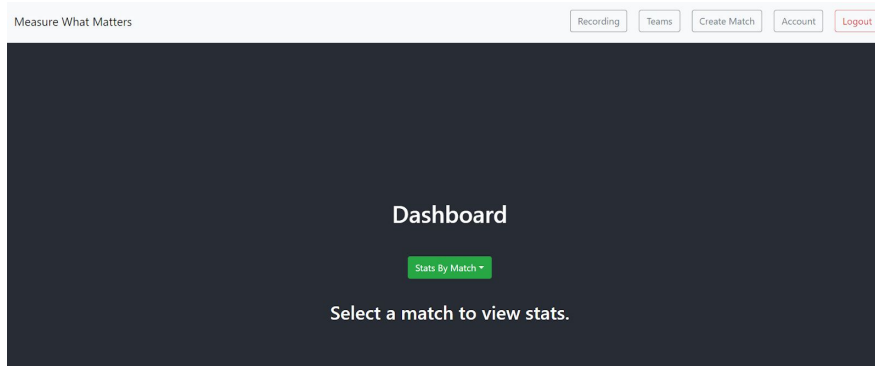 Measure What Matters
Recording Teams Create Match Account Logout
Dashboard
Stats By Match
Select a match to view stats.